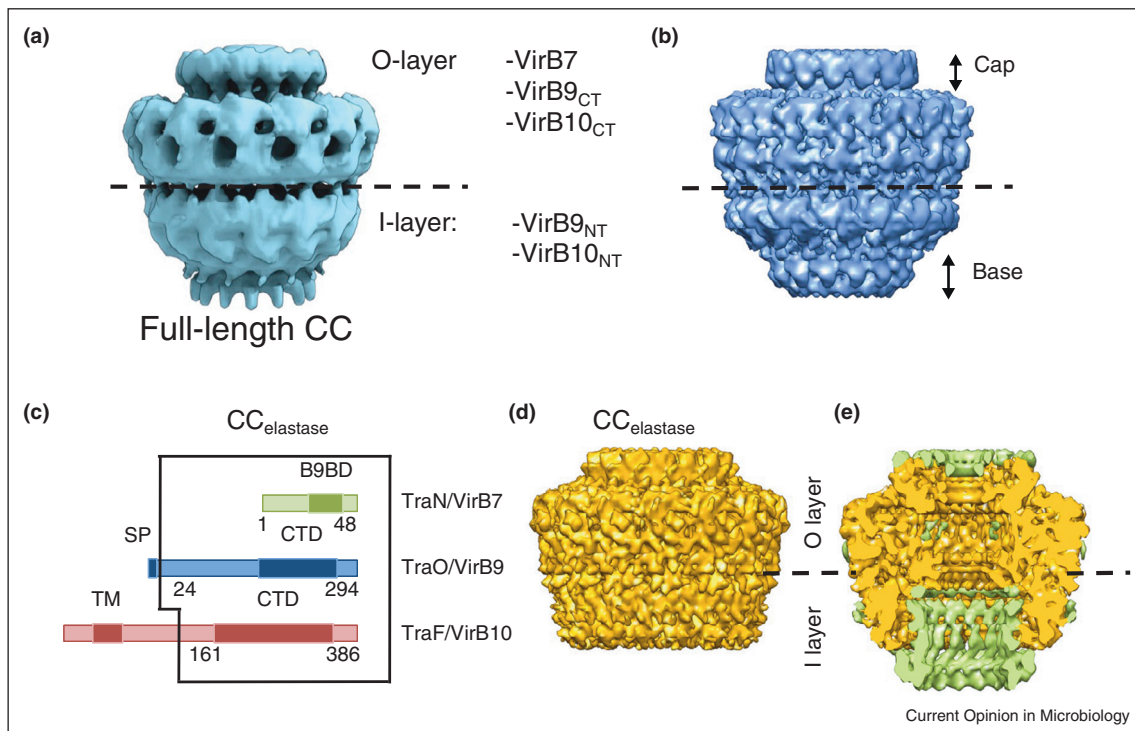 (a)
O-layer -VirB7
-VirB9CT
-VirB10CT
I-layer: -VirB9NT
-VirB10NT
Full-length CC
(b)
Cap
Base
(c)
CCelastase
B9BD
TraN/VirB7
1 48
SP CTD
TraO/VirB9
24 294
TM CTD
TraF/VirB10
161 386
(d)
CCelastase
(e)
O layer
I layer
Current Opinion in Microbiology